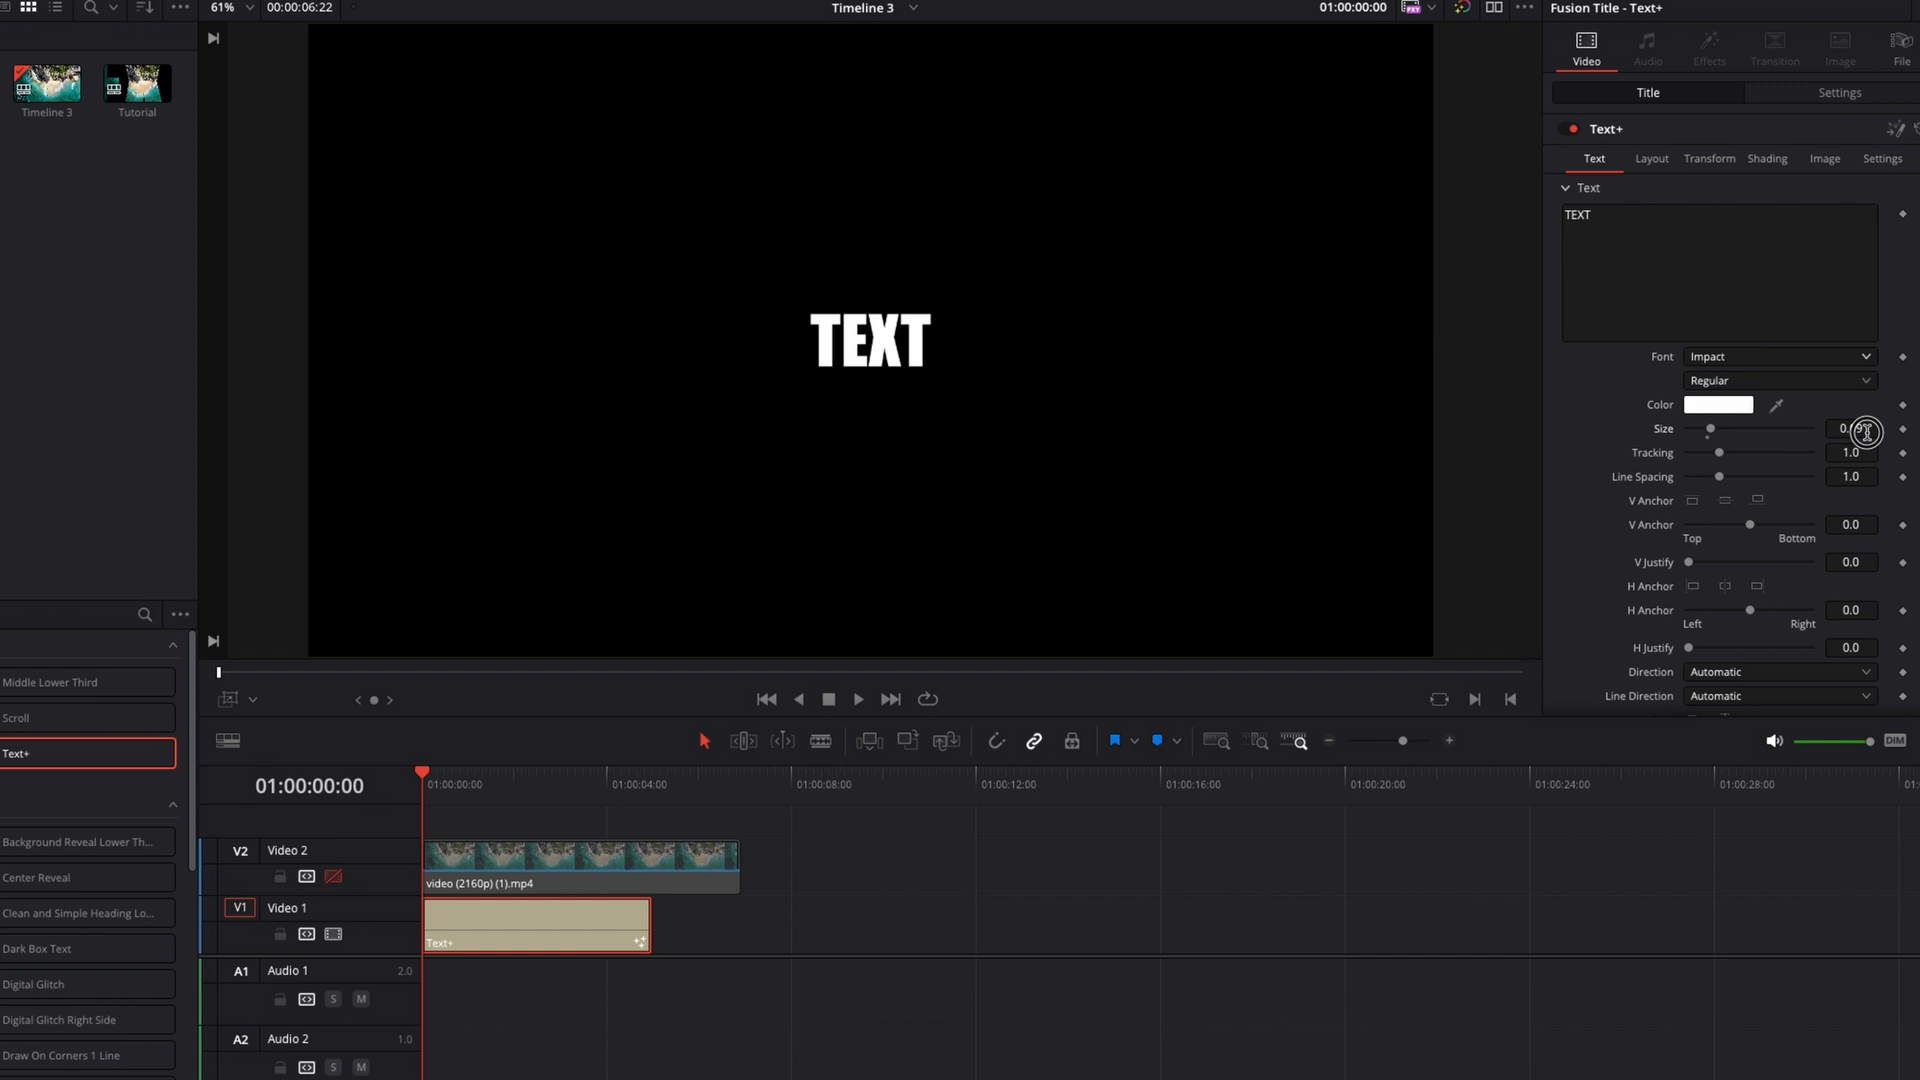 61%
00:00:06:22
Timeline 3
01:00:00:00
Fusion Title - Text+
Video
Audio
Effects
Transition
Image
File
Title
Settings
Text+
Text
Layout
Transform
Shading
Image
Settings
Text
TEXT
Font
Impact
Regular
Color
Size
Tracking
1.0
Line Spacing
1.0
V Anchor
V Anchor
0.0
Top
Bottom
V Justify
0.0
H Anchor
H Anchor
0.0
Left
Right
H Justify
0.0
Direction
Automatic
Line Direction
Automatic
Timeline 3
Tutorial
TEXT
Middle Lower Third
Scroll
Text+
Background Reveal Lower Th...
Center Reveal
Clean and Simple Heading Lo...
Dark Box Text
Digital Glitch
Digital Glitch Right Side
Draw On Corners 1 Line
DIM
01:00:00:00
01:00:00:00
01:00:04:00
01:00:08:00
01:00:12:00
01:00:16:00
01:00:20:00
01:00:24:00
01:00:28:00
V2
Video 2
video (2160p) (1).mp4
V1
Video 1
Text+
A1
Audio 1
2.0
S
M
A2
Audio 2
1.0
S
M